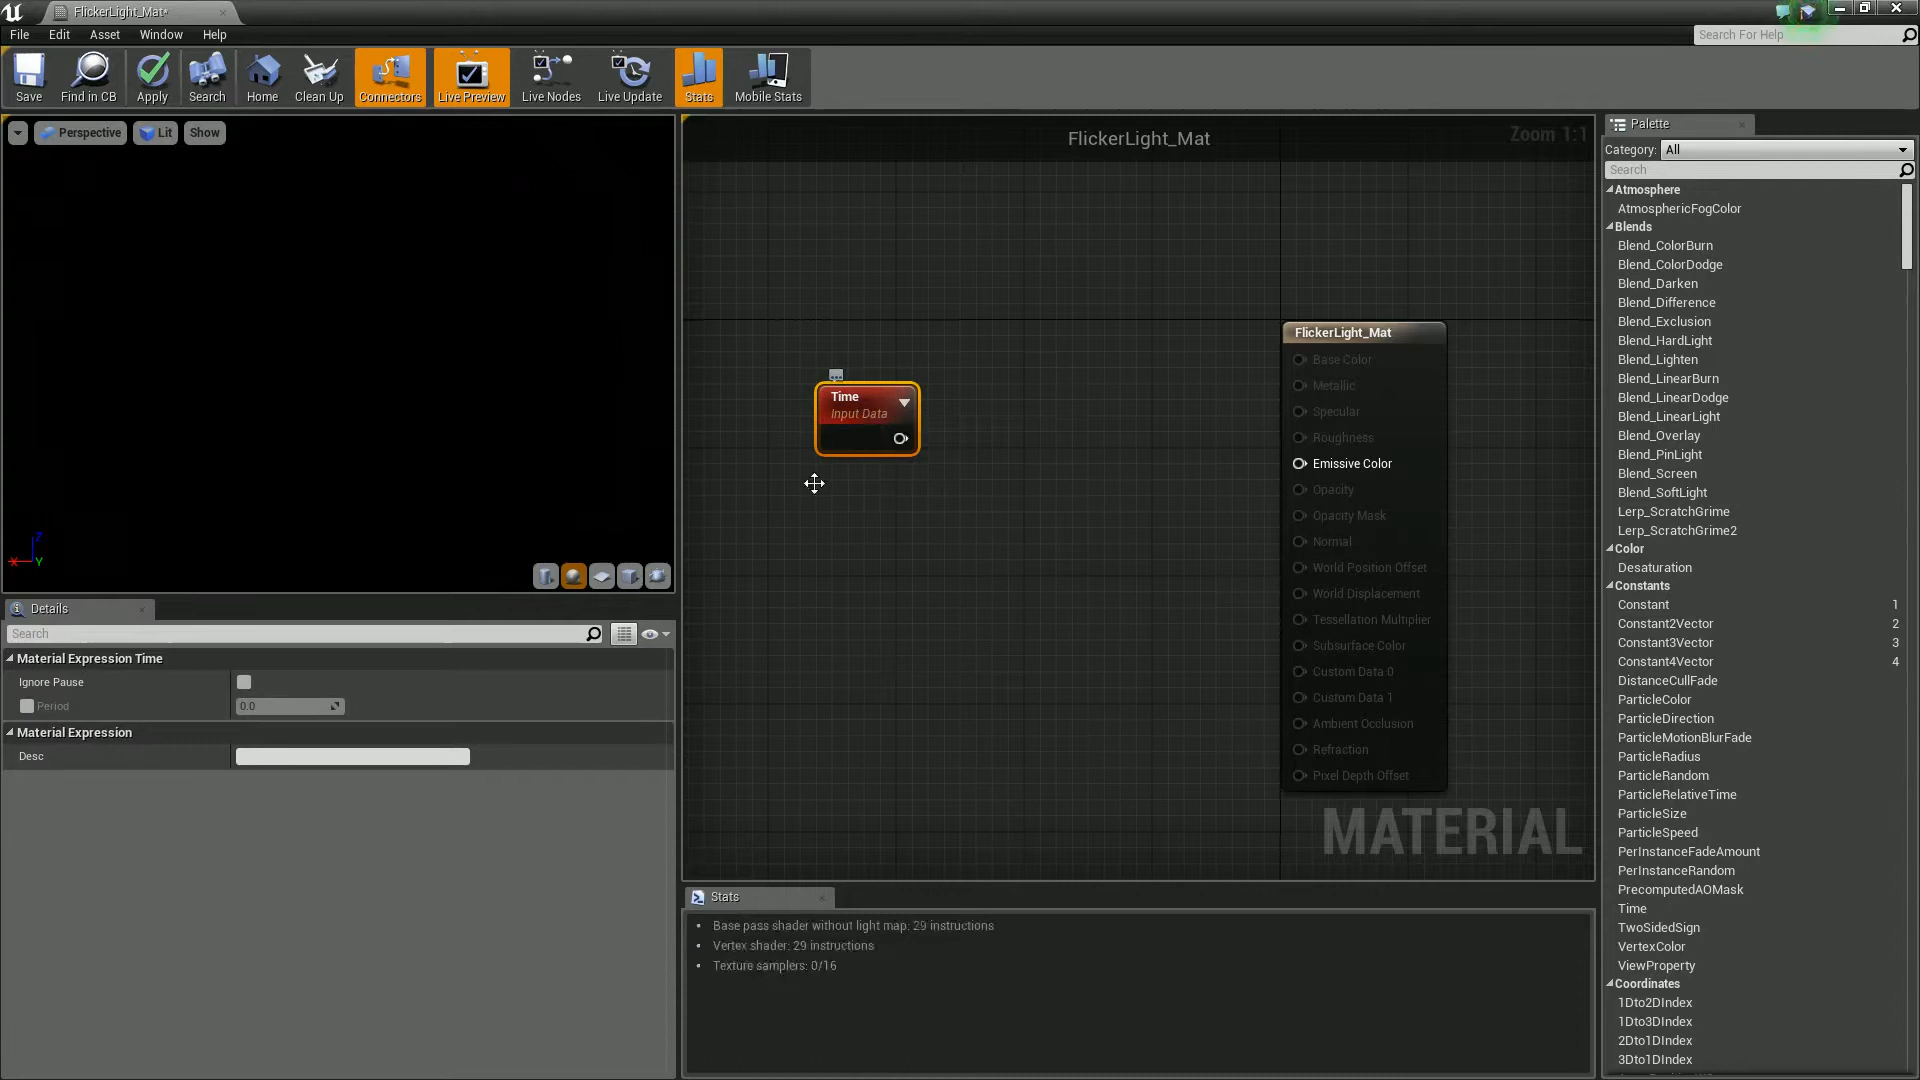 FlickerLight_Mat*
File Edit Asset Window Help
Search For Help
Save Find in CB Apply Search Home Clean Up Connectors Live Preview Live Nodes Live Update Stats Mobile Stats
Perspective Lit Show
X Z Y
FlickerLight_Mat
Zoom 1:1
Time
Input Data
FlickerLight_Mat
Base Color
Metallic
Specular
Roughness
Emissive Color
Opacity
Opacity Mask
Normal
World Position Offset
World Displacement
Tessellation Multiplier
Subsurface Color
Custom Data 0
Custom Data 1
Ambient Occlusion
Refraction
Pixel Depth Offset
MATERIAL
Details
Search
Material Expression Time
Ignore Pause
Period 0.0
Material Expression
Desc
Stats
Base pass shader without light map: 29 instructions
Vertex shader: 29 instructions
Texture samplers: 0/16
Palette
Category: All
Search
Atmosphere
AtmosphericFogColor
Blends
Blend_ColorBurn
Blend_ColorDodge
Blend_Darken
Blend_Difference
Blend_Exclusion
Blend_HardLight
Blend_Lighten
Blend_LinearBurn
Blend_LinearDodge
Blend_LinearLight
Blend_Overlay
Blend_PinLight
Blend_Screen
Blend_SoftLight
Lerp_ScratchGrime
Lerp_ScratchGrime2
Color
Desaturation
Constants
Constant 1
Constant2Vector 2
Constant3Vector 3
Constant4Vector 4
DistanceCullFade
ParticleColor
ParticleDirection
ParticleMotionBlurFade
ParticleRadius
ParticleRandom
ParticleRelativeTime
ParticleSize
ParticleSpeed
PerInstanceFadeAmount
PerInstanceRandom
PrecomputedAOMask
Time
TwoSidedSign
VertexColor
ViewProperty
Coordinates
1Dto2DIndex
1Dto3DIndex
2Dto1DIndex
3Dto1DIndex